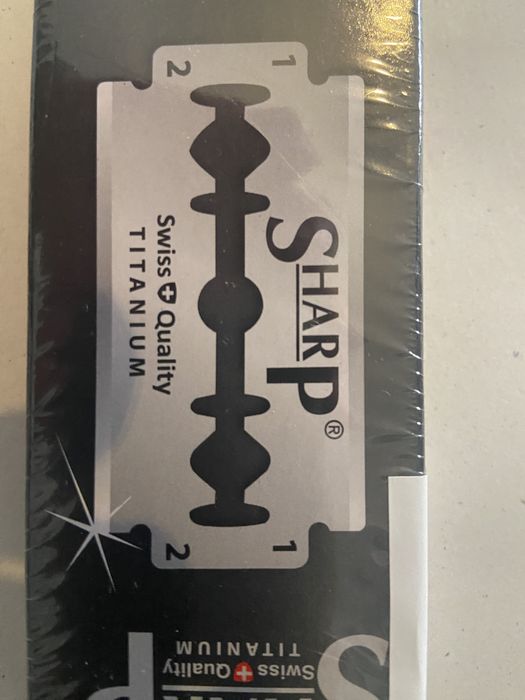 1 1
SHARP®
Swiss Quality
TITANIUM
2 2
Swiss Quality
TITANIUM